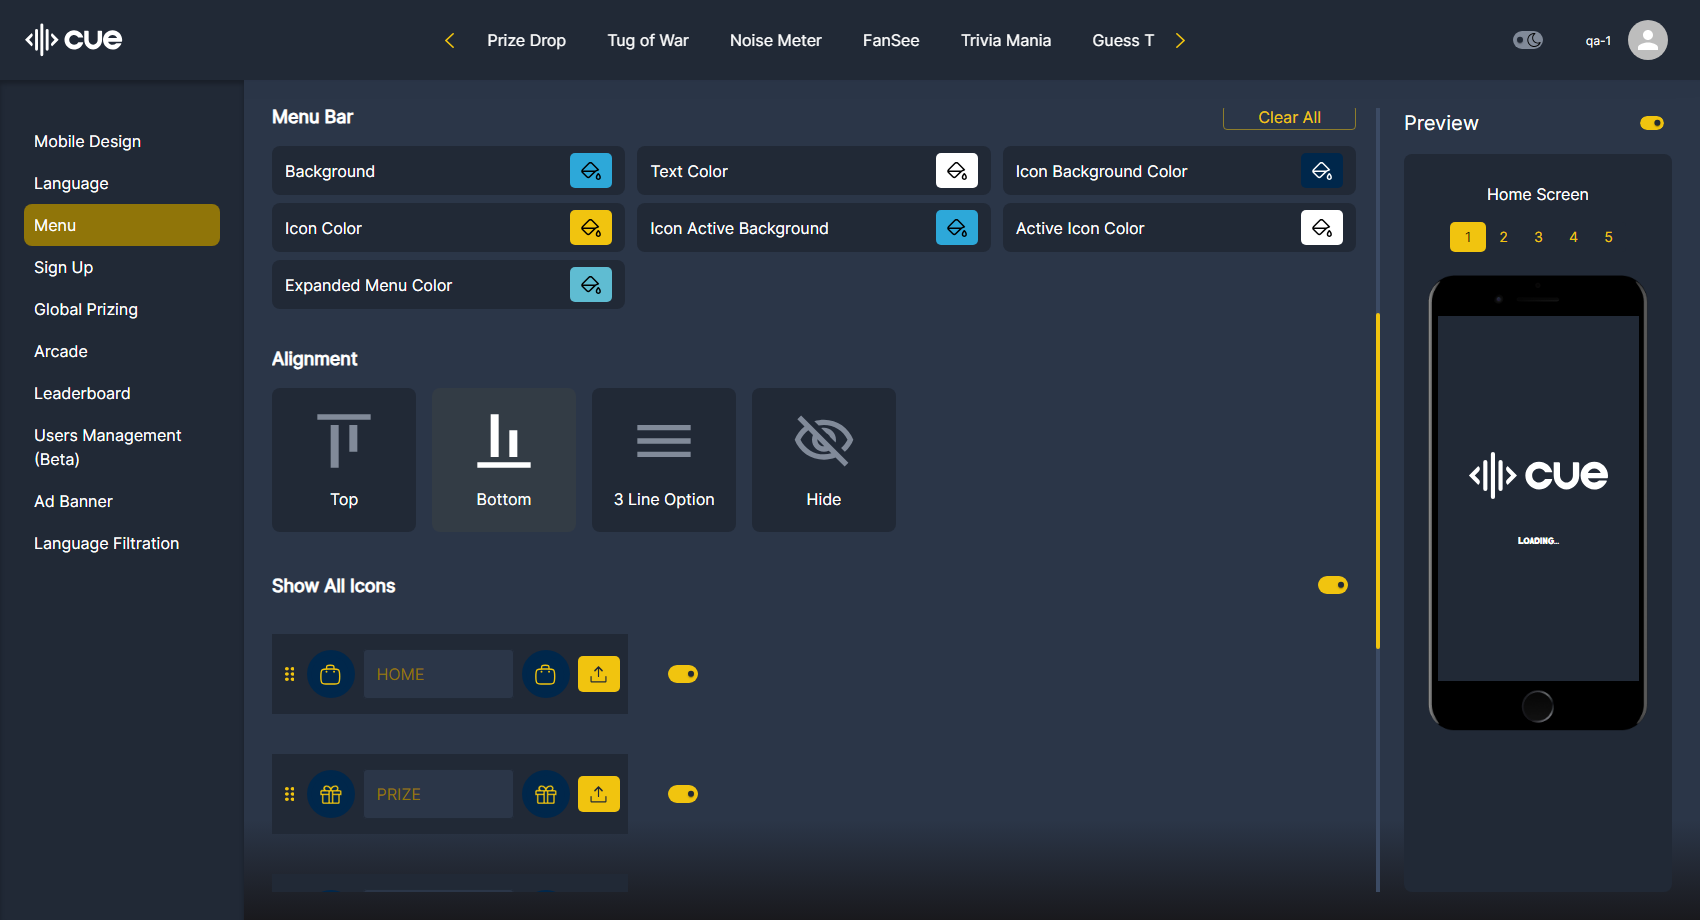 cue
Prize Drop
Tug of War
Noise Meter
FanSee
Trivia Mania
Guess T
qa-1
Mobile Design
Language
Menu
Sign Up
Global Prizing
Arcade
Leaderboard
Users Management
(Beta)
Ad Banner
Language Filtration
Menu Bar
Clear All
Background
Text Color
Icon Background Color
Icon Color
Icon Active Background
Active Icon Color
Expanded Menu Color
Alignment
Top
Bottom
3 Line Option
Hide
Show All Icons
HOME
PRIZE
Preview
Home Screen
1 2 3 4 5
cue
LOADING...